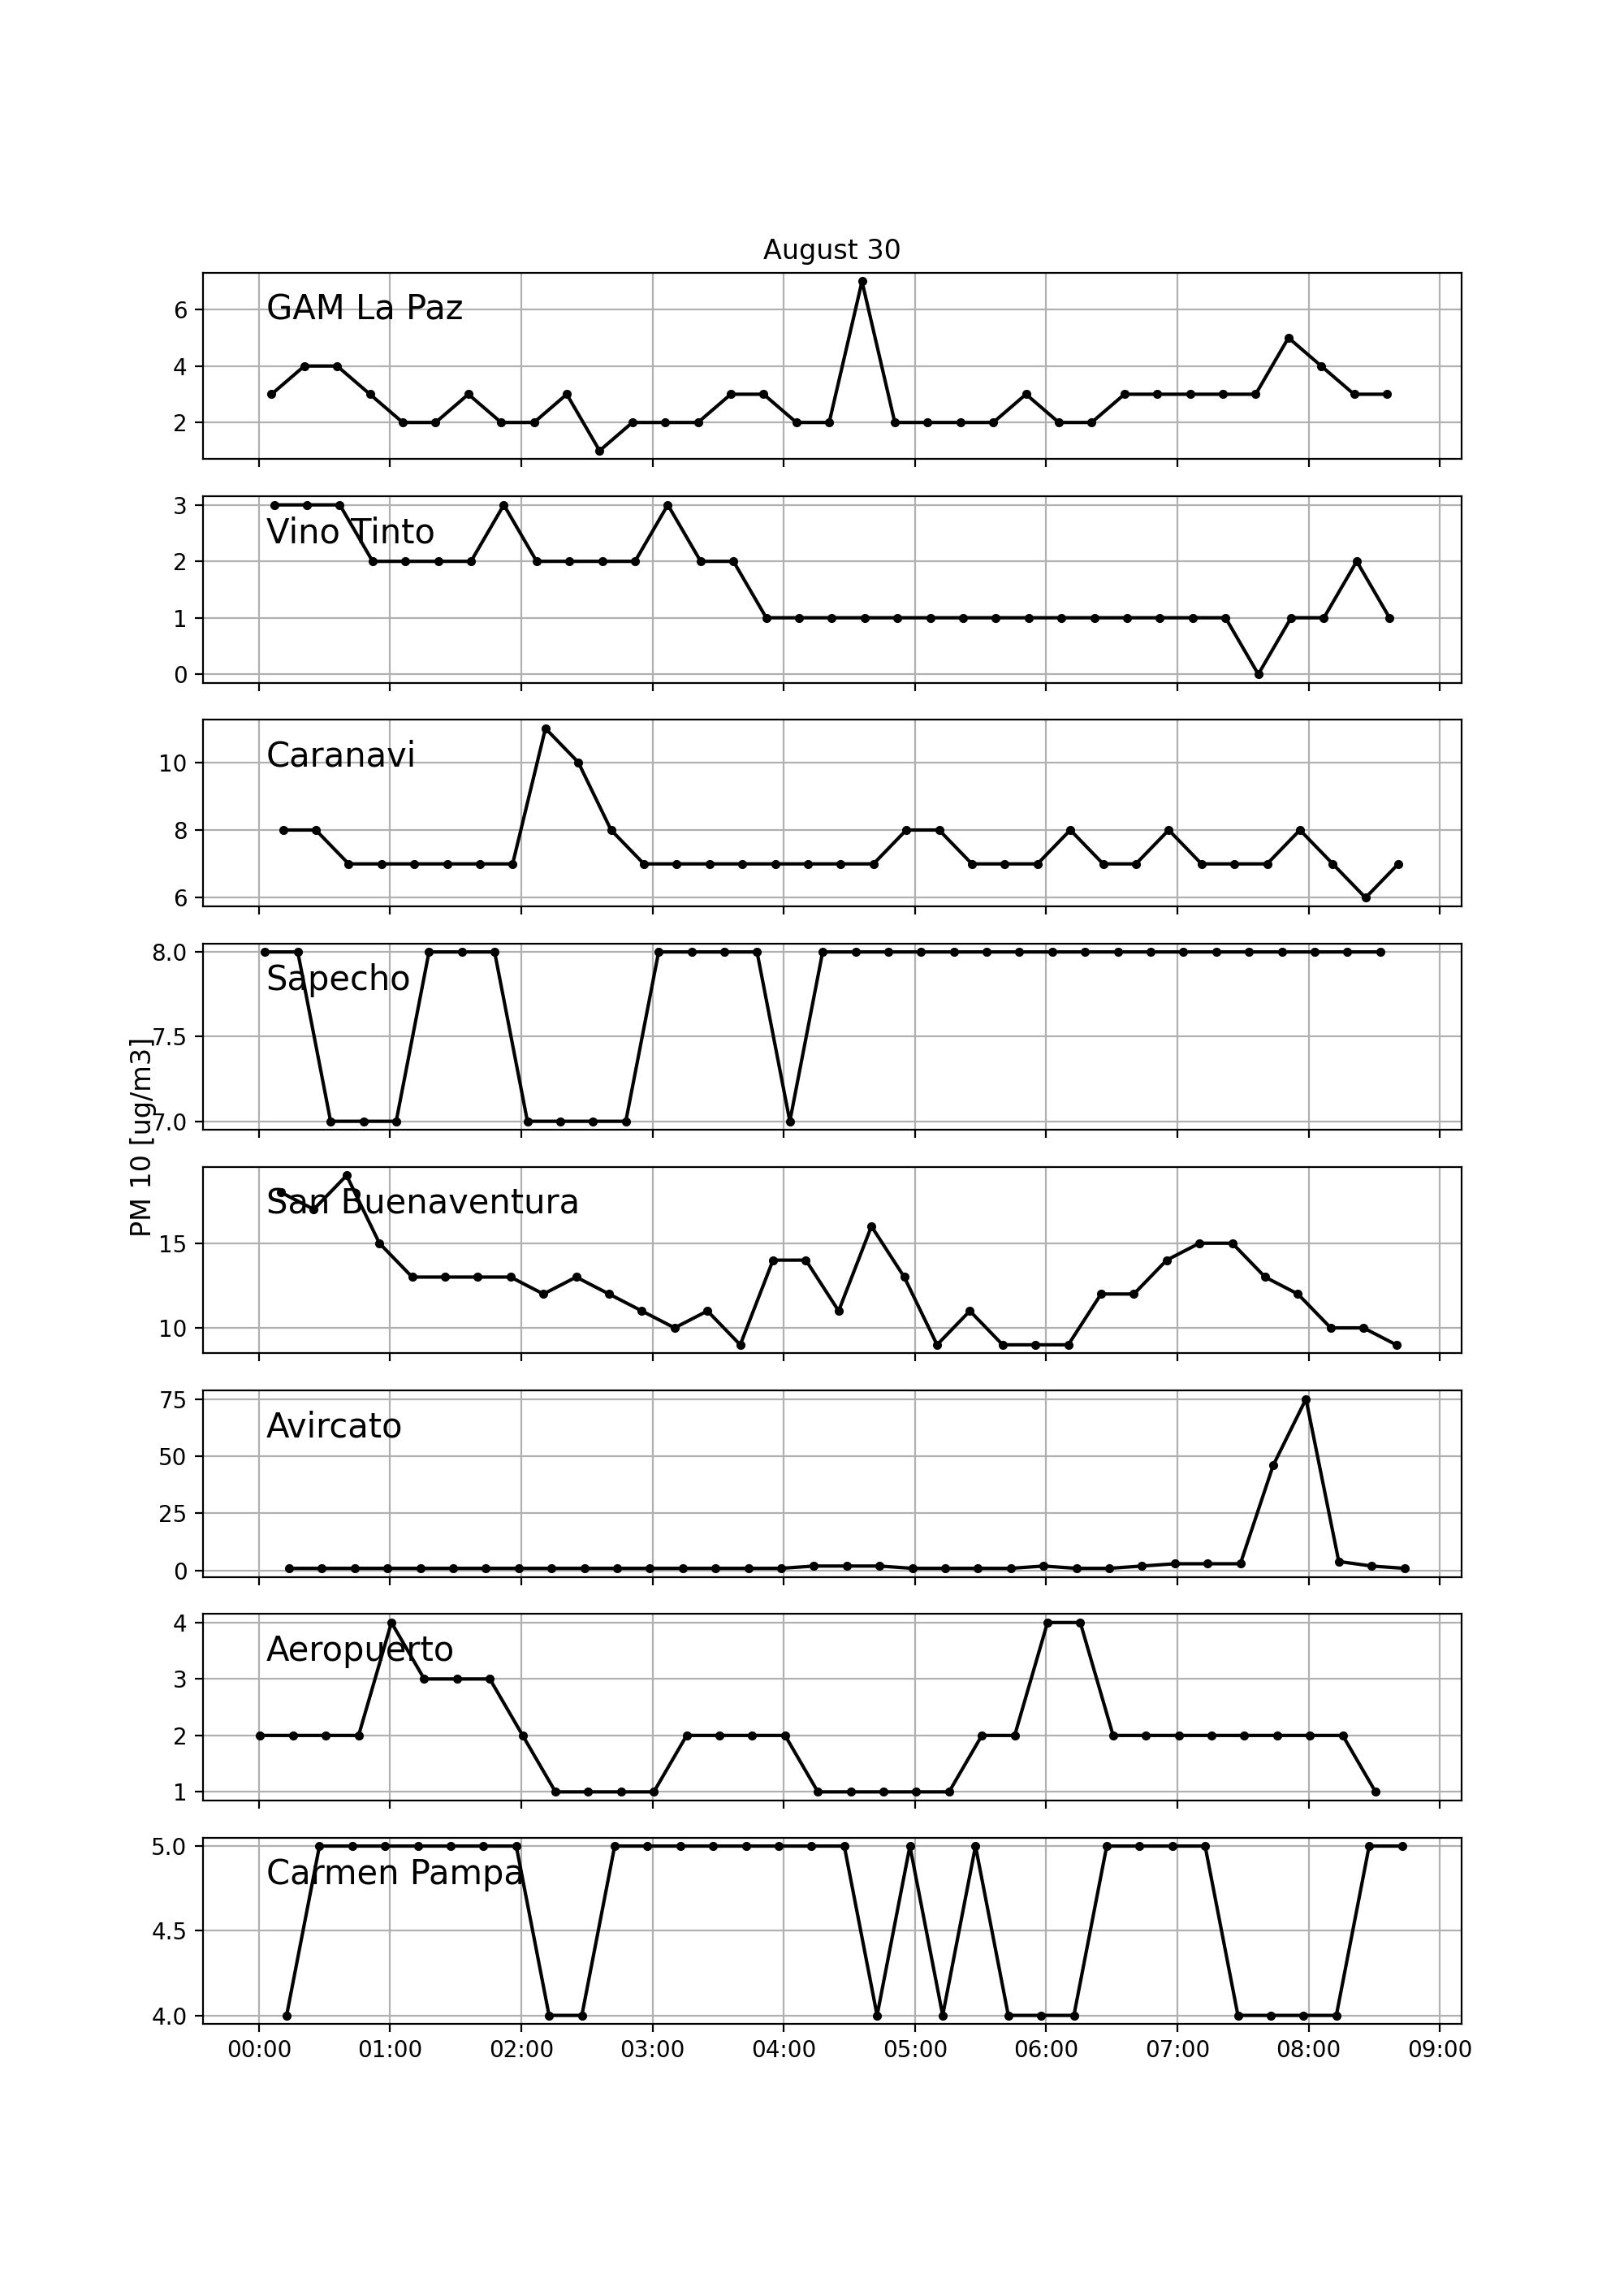 August 30
GAM La Paz
6
4
2
Vino Tinto
3
2
1
0
Caranavi
10
8
6
Sapecho
8.0
7.5
7.0
PM 10 [ug/m3]
San Buenaventura
15
10
Avircato
75
50
25
0
Aeropuerto
4
3
2
1
Carmen Pampa
5.0
4.5
4.0
00:00 01:00 02:00 03:00 04:00 05:00 06:00 07:00 08:00 09:00